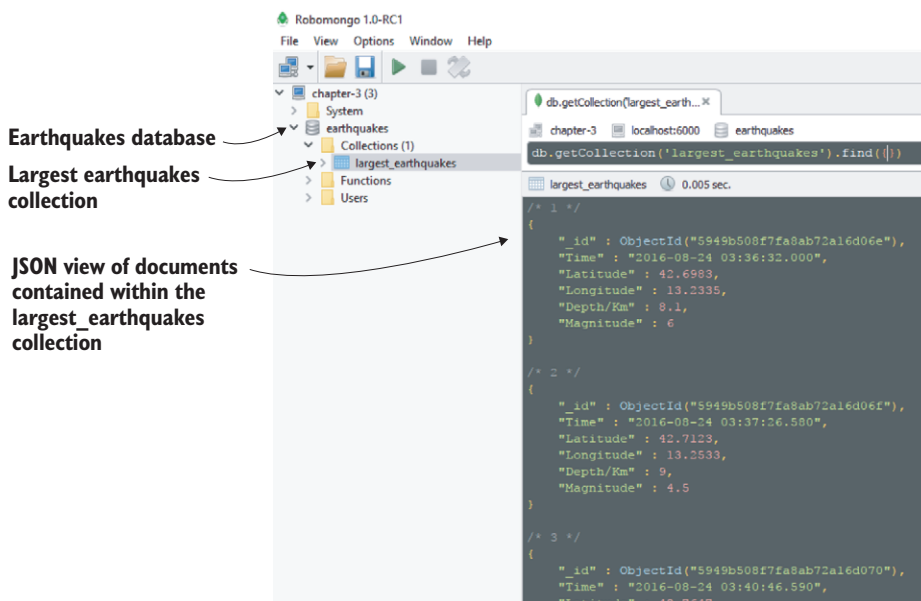 Robomongo 1.0-RC1
File View Options Window Help
chapter-3 (3)
System
earthquakes
Collections (1)
largest_earthquakes
Functions
Users
Earthquakes database
Largest earthquakes
collection
JSON view of documents
contained within the
largest_earthquakes
collection
db.getCollection('largest_earth...
chapter-3 localhost:6000 earthquakes
db.getCollection('largest_earthquakes').find({})
largest_earthquakes 0.005 sec.
/* 1 */
{
"_id" : ObjectId("5949b508f7fa8ab72a16d06e"),
"Time" : "2016-08-24 03:36:32.000",
"Latitude" : 42.6983,
"Longitude" : 13.2335,
"Depth/Km" : 8.1,
"Magnitude" : 6
}
/* 2 */
{
"_id" : ObjectId("5949b508f7fa8ab72a16d06f"),
"Time" : "2016-08-24 03:37:26.580",
"Latitude" : 42.7123,
"Longitude" : 13.2533,
"Depth/Km" : 9,
"Magnitude" : 4.5
}
/* 3 */
{
"_id" : ObjectId("5949b508f7fa8ab72a16d070"),
"Time" : "2016-08-24 03:40:46.590",